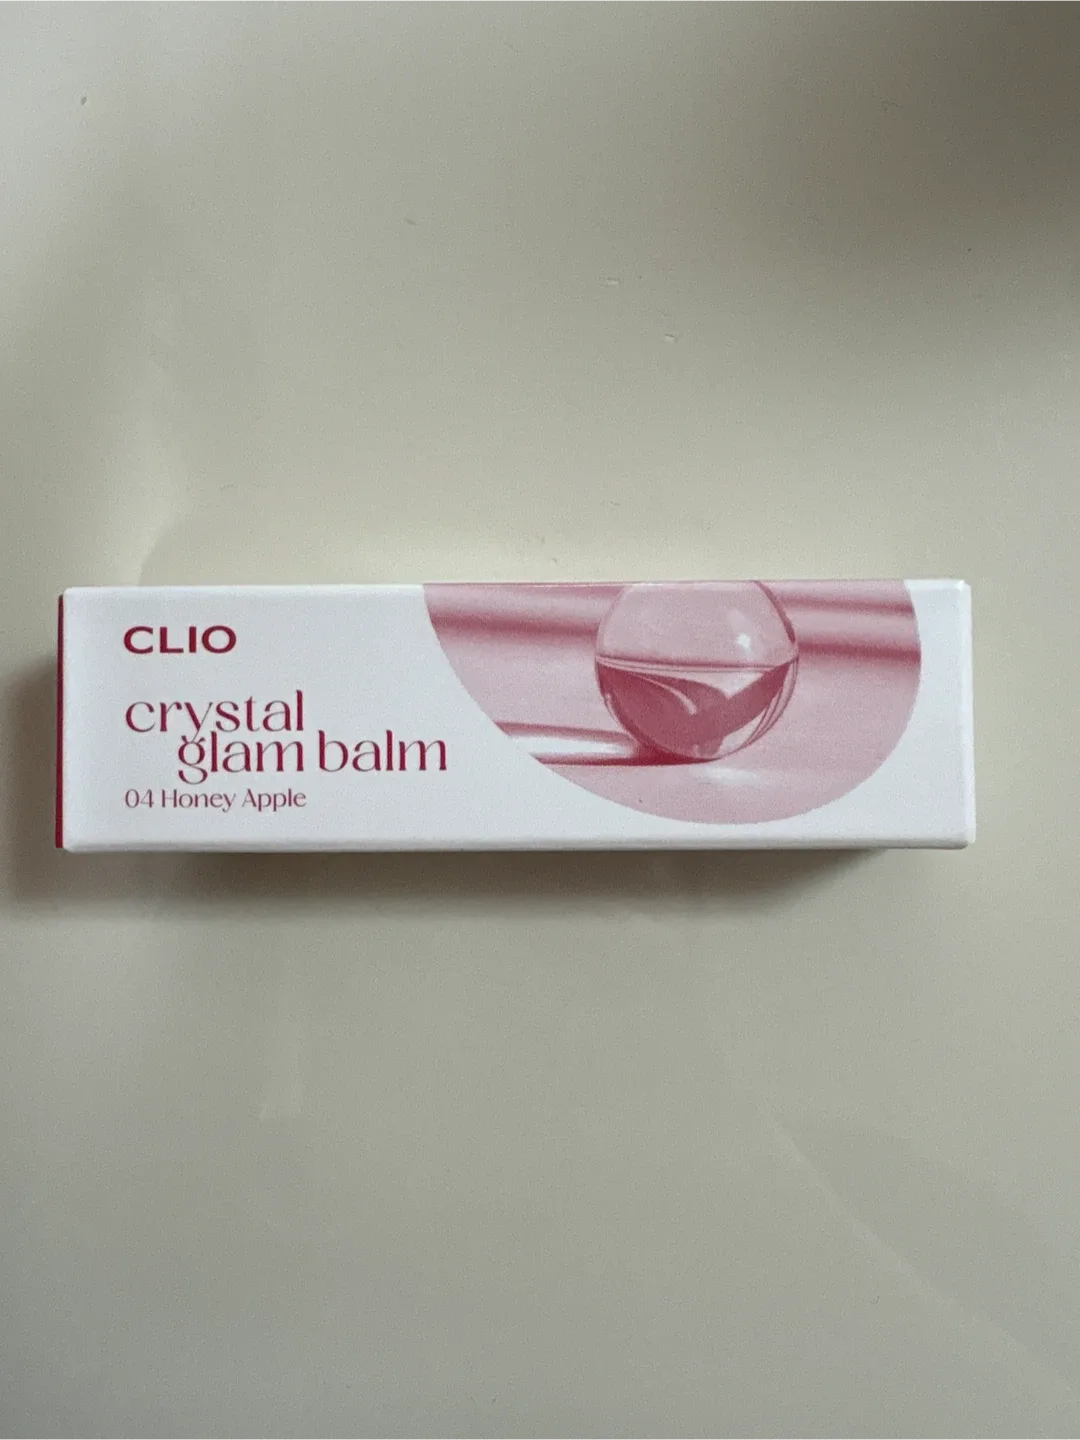 CLIO
crystal
glam balm
04 Honey Apple